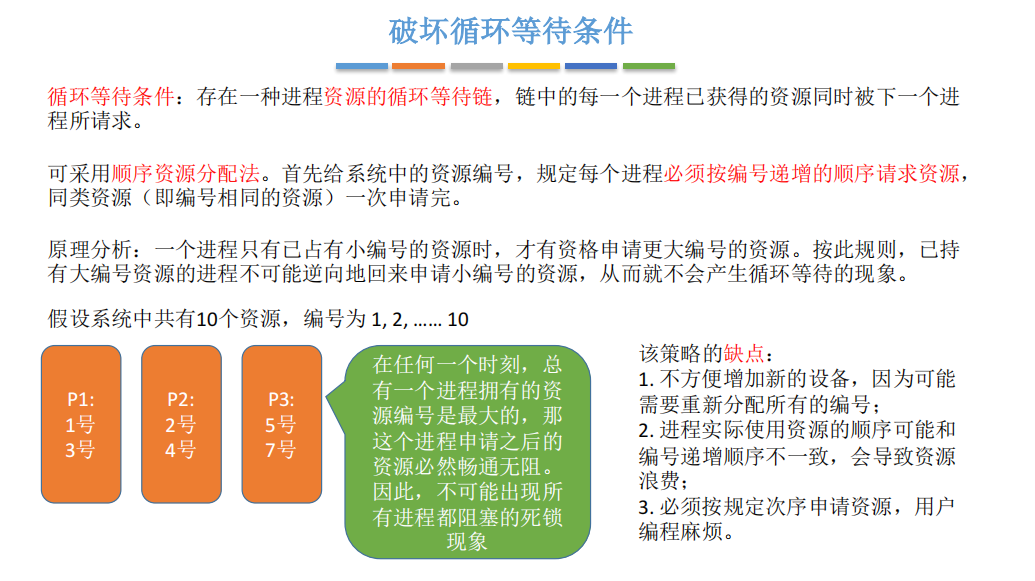 破坏循环等待条件
循环等待条件：存在一种进程资源的循环等待链，链中的每一个进程已获得的资源同时被下一个进
程所请求。
可采用顺序资源分配法。首先给系统中的资源编号，规定每个进程必须按编号递增的顺序请求资源，
同类资源（即编号相同的资源）一次申请完。
原理分析：一个进程只有已占有小编号的资源时，才有资格申请更大编号的资源。按此规则，已持
有大编号资源的进程不可能逆向地回来申请小编号的资源，从而就不会产生循环等待的现象。
假设系统中共有10个资源，编号为 1, 2, …… 10
P1:
1号
3号
P2:
2号
4号
P3:
5号
7号
在任何一个时刻，总
有一个进程拥有的资
源编号是最大的，那
这个进程申请之后的
资源必然畅通无阻。
因此，不可能出现所
有进程都阻塞的死锁
现象
该策略的缺点：
1. 不方便增加新的设备，因为可能
需要重新分配所有的编号；
2. 进程实际使用资源的顺序可能和
编号递增顺序不一致，会导致资源
浪费；
3. 必须按规定次序申请资源，用户
编程麻烦。